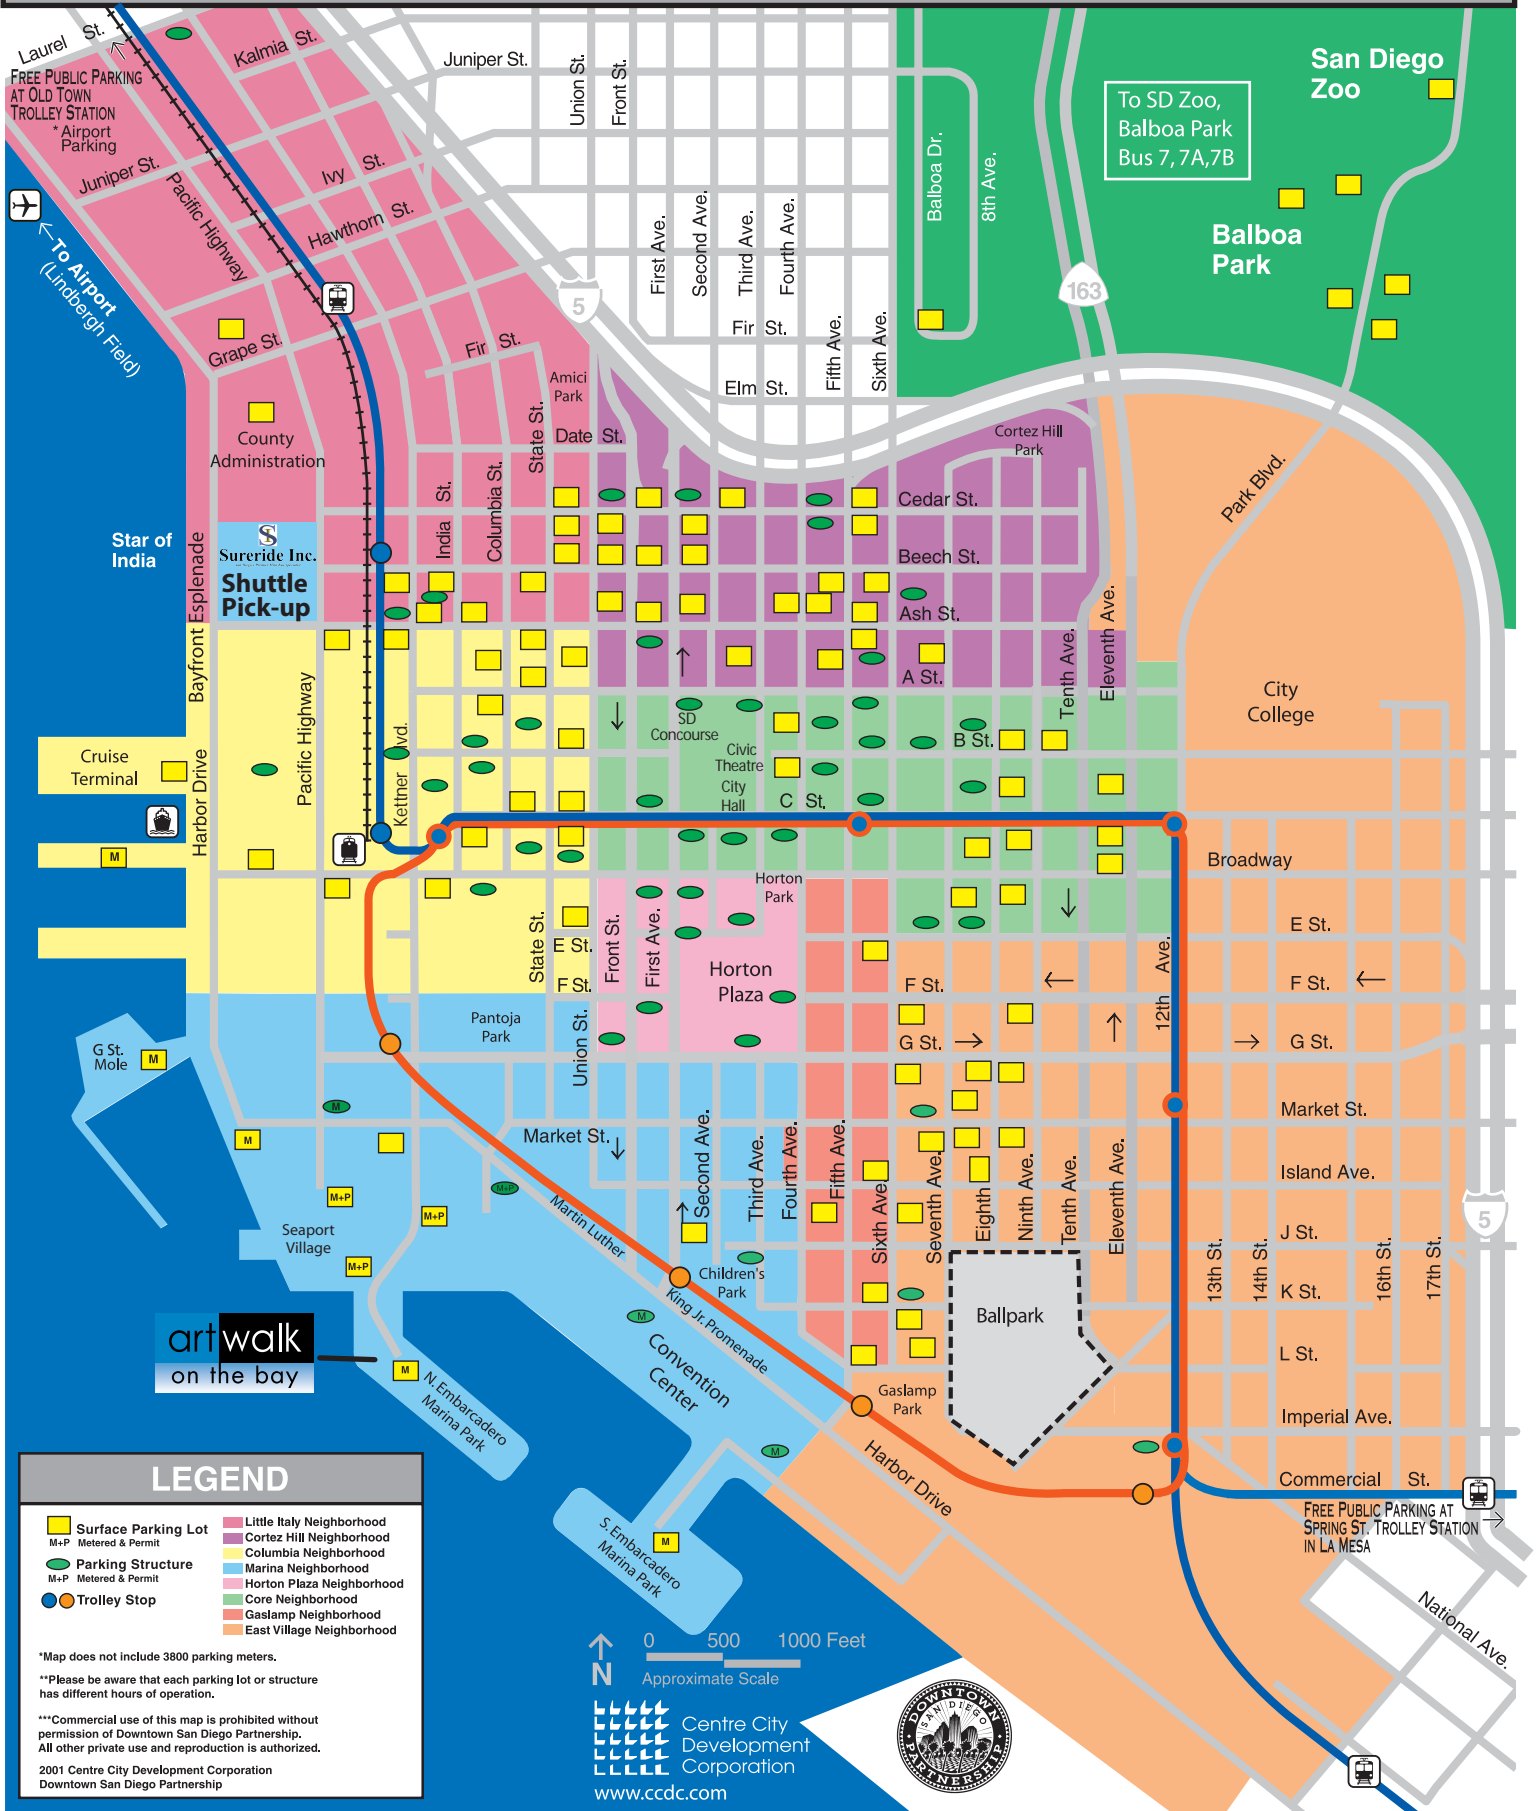 Laurel St.
Kalmia St.
Juniper St.
Union St.
Front St.
FREE PUBLIC PARKING
AT OLD TOWN
TROLLEY STATION
* Airport
Parking
Juniper St.
Ivy St.
Pacific Highway
Hawthorn St.
To Airport
(Lindbergh Field)
Grape St.
Fir St.
5
First Ave.
Second Ave.
Third Ave.
Fourth Ave.
Fir St.
Fifth Ave.
Sixth Ave.
Elm St.
Balboa Dr.
8th Ave.
163
To SD Zoo,
Balboa Park
Bus 7, 7A,7B
San Diego
Zoo
Balboa
Park
Amici
Park
State St.
Date St.
County
Administration
India St.
Columbia St.
Cortez Hill
Park
Cedar St.
Park Blvd.
Star of
India
Bayfront Esplenade
Sureride Inc.
Shuttle
Pick-up
Beech St.
Ash St.
Tenth Ave.
Eleventh Ave.
A St.
Pacific Highway
City
College
SD
Concourse
B St.
Civic
Theatre
City
Hall
C St.
Cruise
Terminal
Harbor Drive
Kettner lvd.
M
Broadway
Horton
Park
State St.
E St.
Front St.
First Ave.
F St.
Horton
Plaza
F St.
12th Ave.
E St.
F St.
G St.
Mole
M
Pantoja
Park
Union St.
G St.
G St.
M
M
Market St.
Second Ave.
Third Ave.
Fourth Ave.
Fifth Ave.
Sixth Ave.
Seventh Ave.
Eighth
Ninth Ave.
Tenth Ave.
Eleventh Ave.
Market St.
Island Ave.
M+P
M+P
M+P
Seaport
Village
M+P
Martin Luther
King Jr. Promenade
Children's
Park
J St.
5
13th St.
14th St.
16th St.
17th St.
K St.
M
Ballpark
L St.
Convention
Center
art walk
on the bay
M
N. Embarcadero
Marina Park
Gaslamp
Park
Imperial Ave.
M
Harbor Drive
Commercial St.
FREE PUBLIC PARKING AT
SPRING ST. TROLLEY STATION
IN LA MESA
S. Embarcadero
Marina Park
M
National Ave.
LEGEND
Surface Parking Lot
M+P Metered & Permit
Parking Structure
M+P Metered & Permit
Trolley Stop
Little Italy Neighborhood
Cortez Hill Neighborhood
Columbia Neighborhood
Marina Neighborhood
Horton Plaza Neighborhood
Core Neighborhood
Gaslamp Neighborhood
East Village Neighborhood
*Map does not include 3800 parking meters.
**Please be aware that each parking lot or structure
has different hours of operation.
***Commercial use of this map is prohibited without
permission of Downtown San Diego Partnership.
All other private use and reproduction is authorized.
2001 Centre City Development Corporation
Downtown San Diego Partnership
N
0 500 1000 Feet
Approximate Scale
Centre City
Development
Corporation
www.ccdc.com
DOWNTOWN
SAN DIEGO
PARTNERSHIP